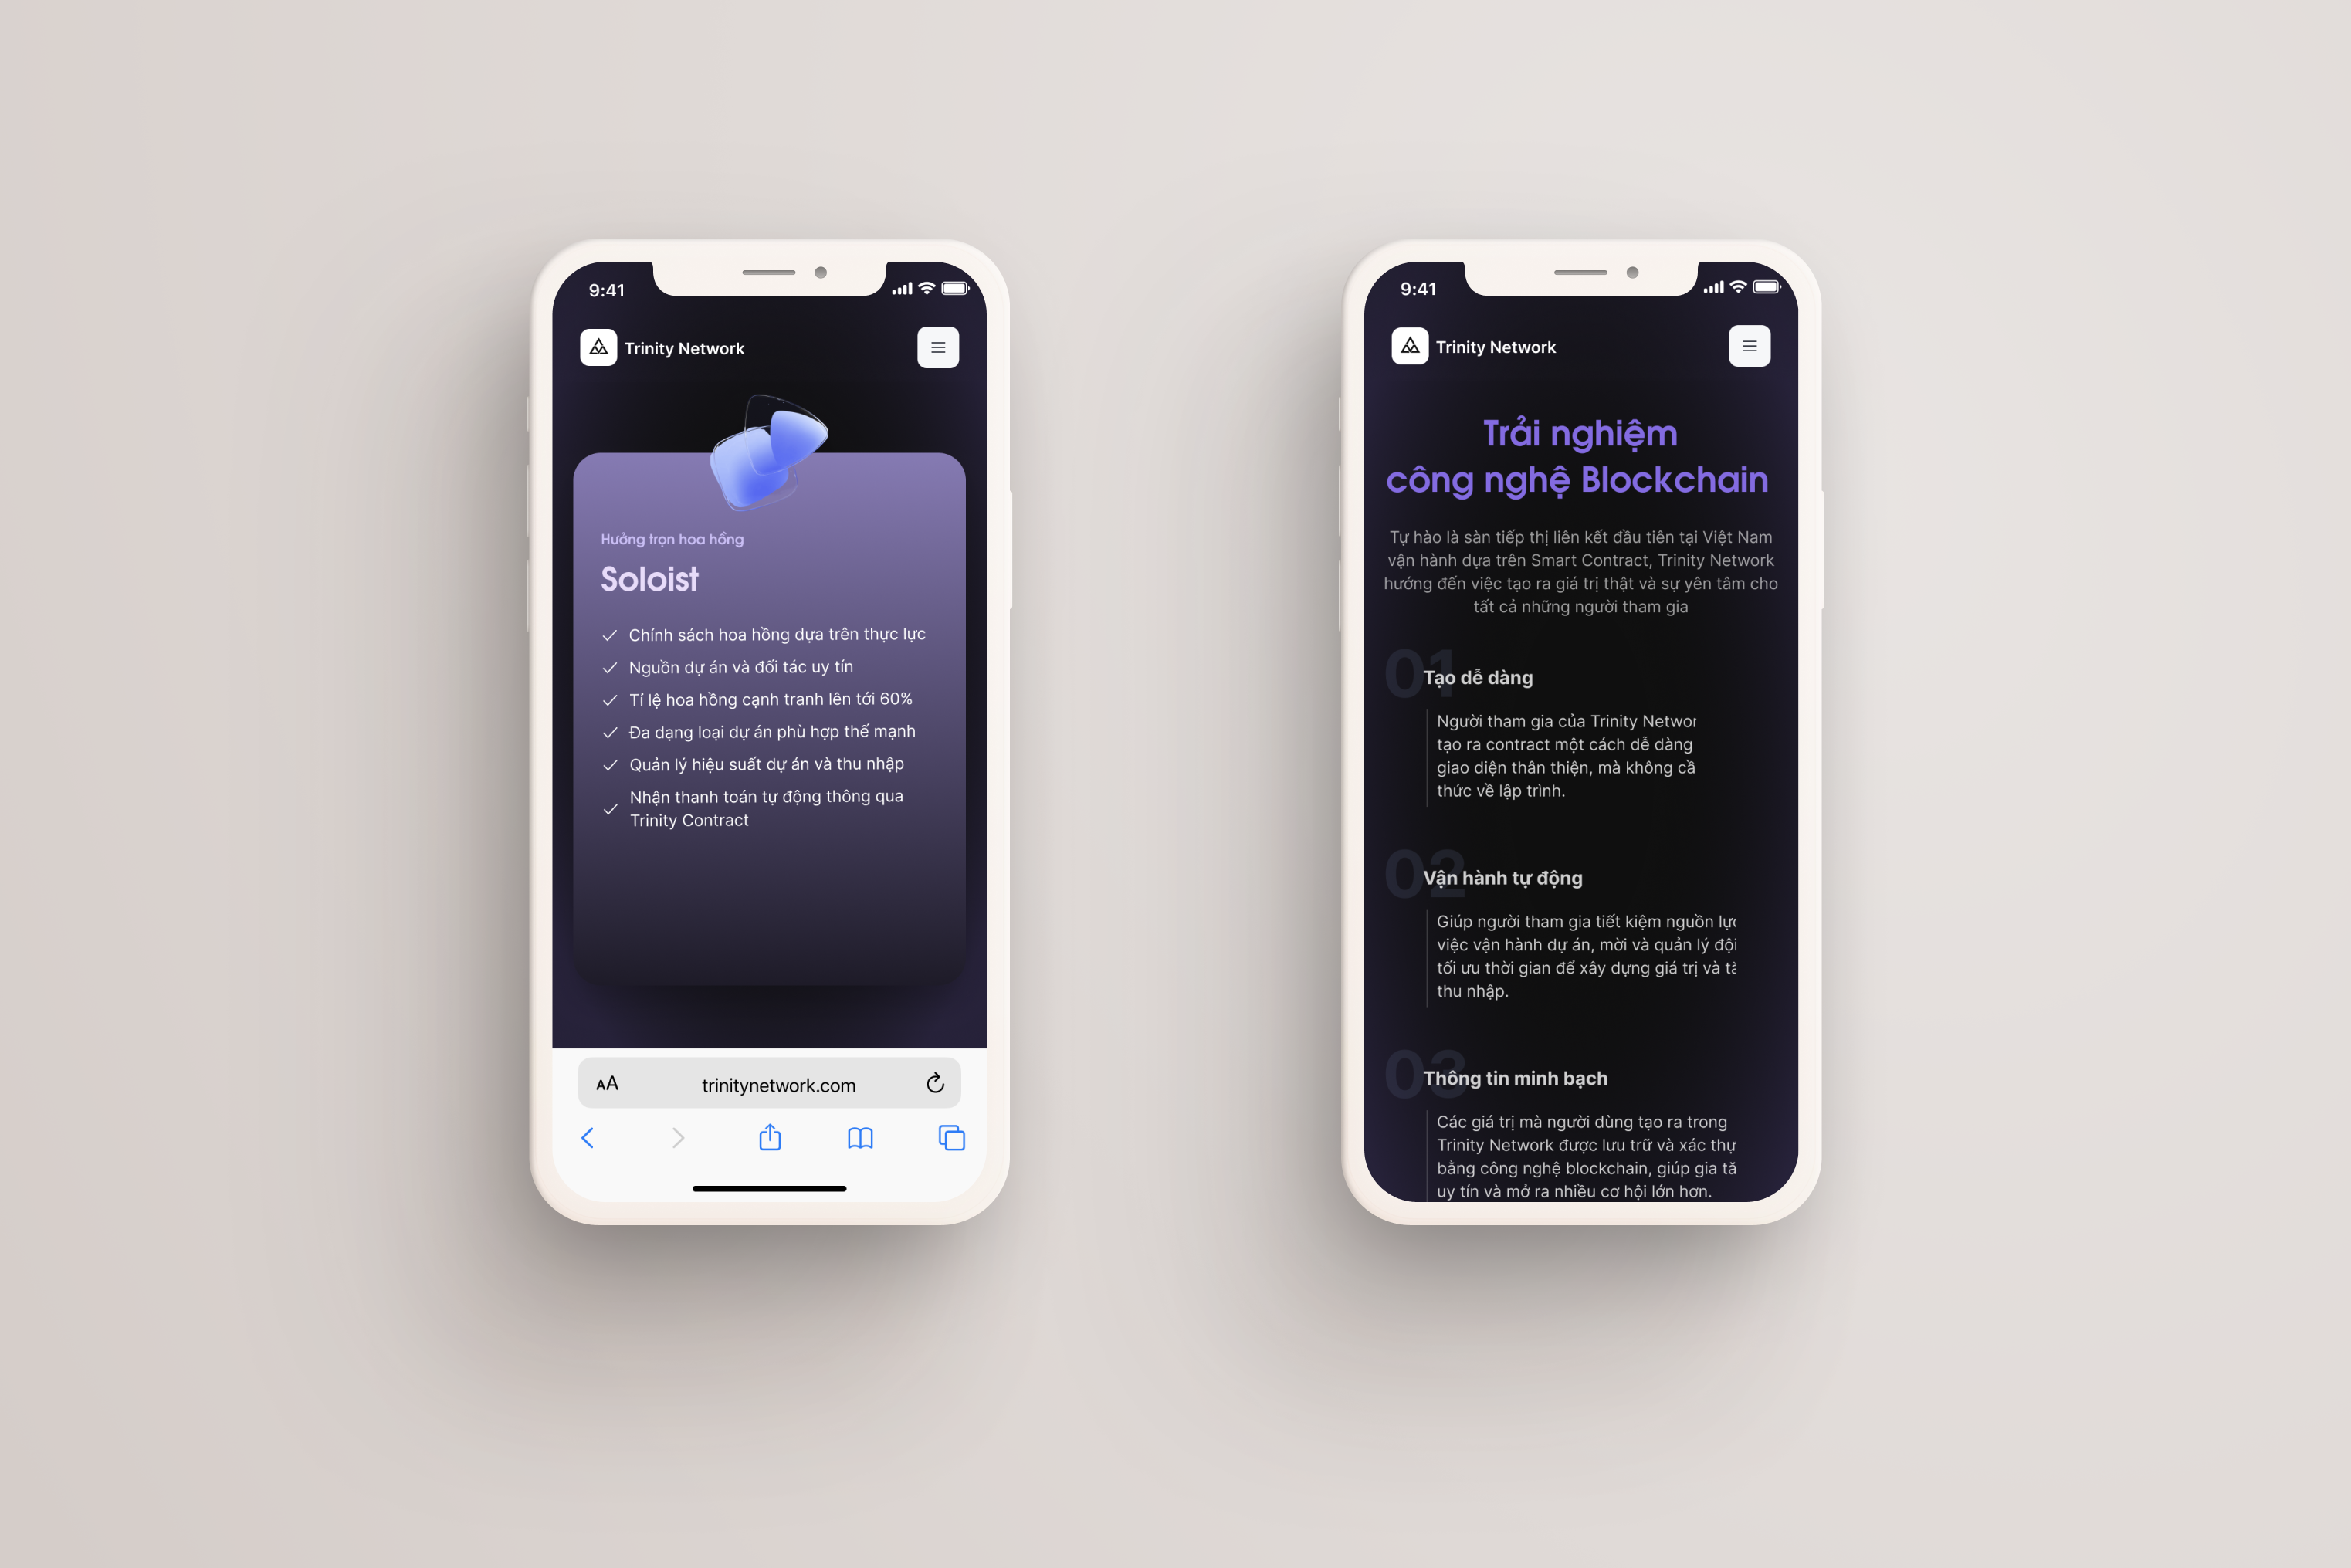 9:41
Trinity Network
Hưởng trọn hoa hồng
Soloist
Chính sách hoa hồng dựa trên thực lực
Nguồn dự án và đối tác uy tín
Tỉ lệ hoa hồng cạnh tranh lên tới 60%
Đa dạng loại dự án phù hợp thế mạnh
Quản lý hiệu suất dự án và thu nhập
Nhận thanh toán tự động thông qua
Trinity Contract
AA trinitynetwork.com
9:41
Trinity Network
Trải nghiệm
công nghệ Blockchain
Tự hào là sàn tiếp thị liên kết đầu tiên tại Việt Nam
vận hành dựa trên Smart Contract, Trinity Network
hướng đến việc tạo ra giá trị thật và sự yên tâm cho
tất cả những người tham gia
01
Tạo dễ dàng
Người tham gia của Trinity Networ
tạo ra contract một cách dễ dàng
giao diện thân thiện, mà không cầ
thức về lập trình.
02
Vận hành tự động
Giúp người tham gia tiết kiệm nguồn lực
việc vận hành dự án, mời và quản lý đội
tối ưu thời gian để xây dựng giá trị và tă
thu nhập.
03
Thông tin minh bạch
Các giá trị mà người dùng tạo ra trong
Trinity Network được lưu trữ và xác thự
bằng công nghệ blockchain, giúp gia tă
uy tín và mở ra nhiều cơ hội lớn hơn.